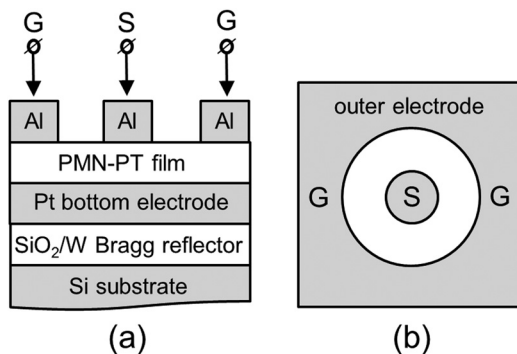 G S G
Al Al Al
PMN-PT film
Pt bottom electrode
SiO₂/W Bragg reflector
Si substrate
(a)
outer electrode
G S G
(b)